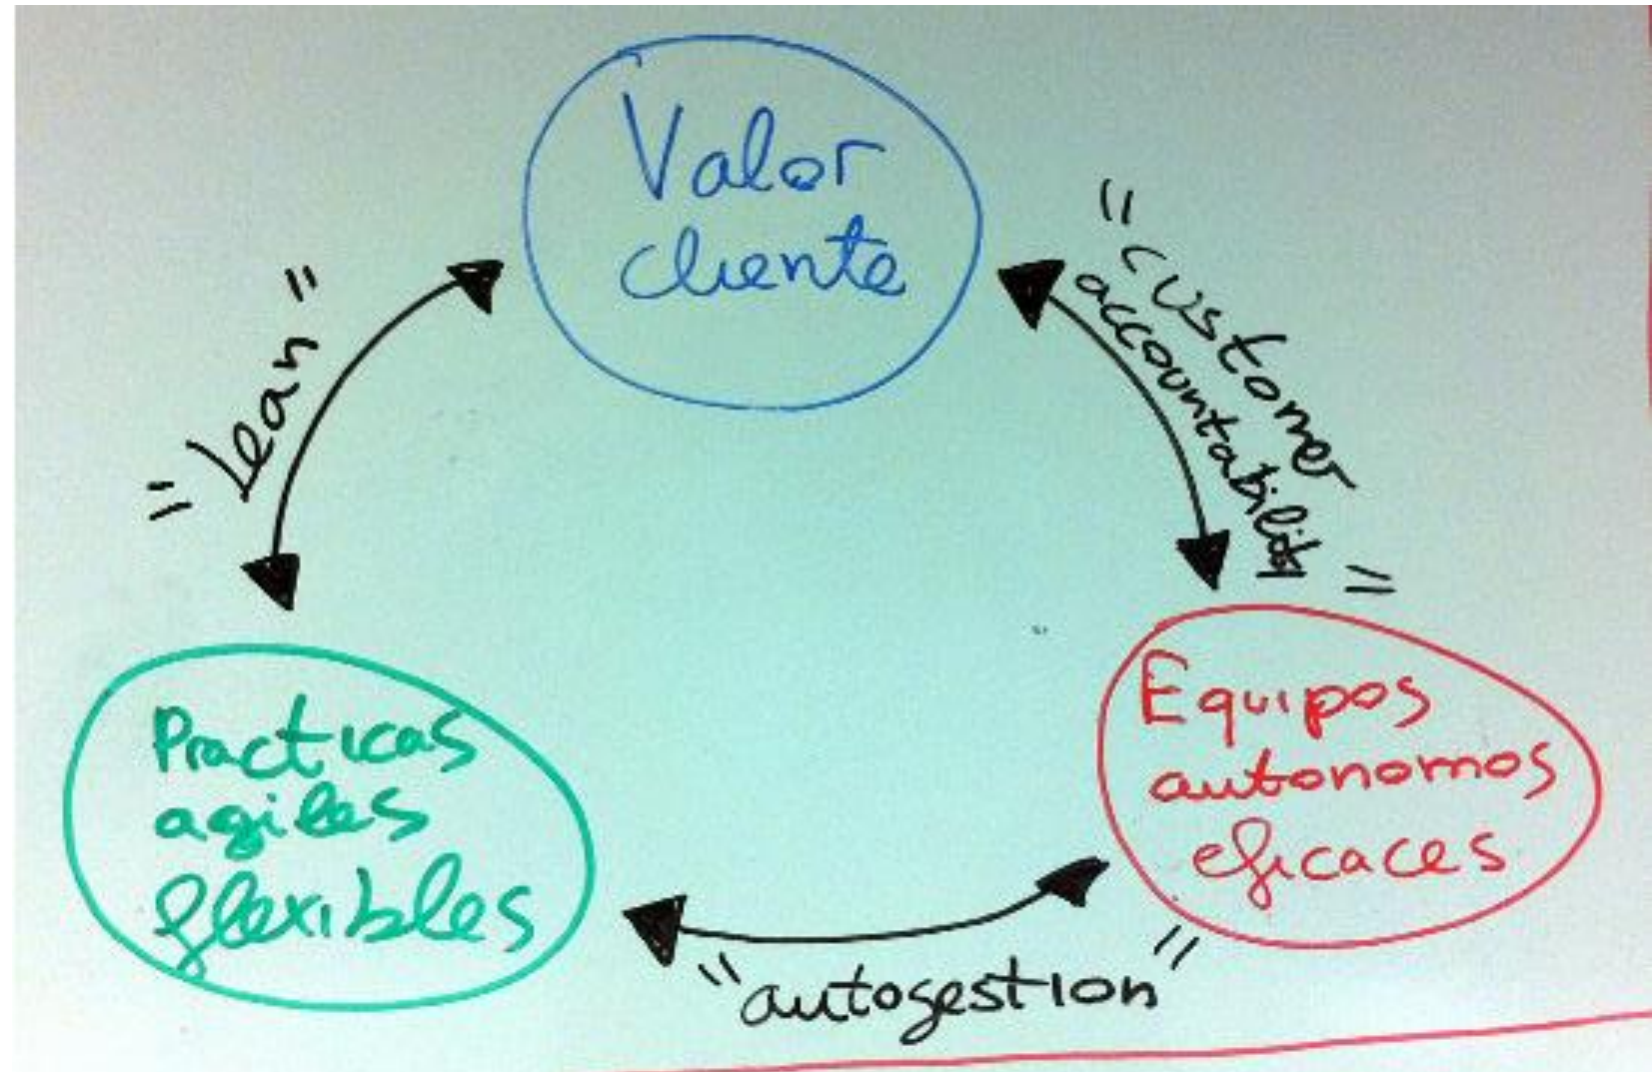 Valor
cliente
"Lean"
"customer
accountability"
Practicas
agiles
flexibles
Equipos
autonomos
eficaces
"autogestion"